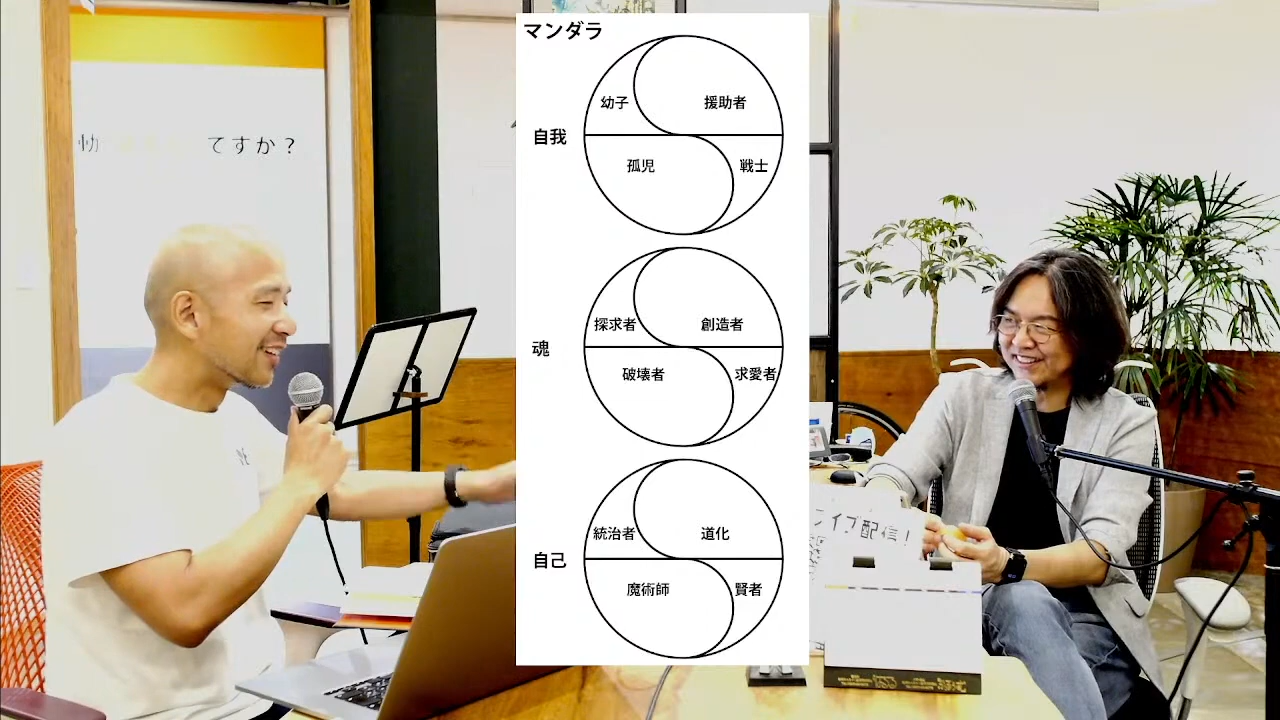 マンダラ
自我
幼子
援助者
孤児
戦士
魂
探求者
創造者
破壊者
求愛者
自己
統治者
道化
魔術師
賢者
ですか？
イブ配信！